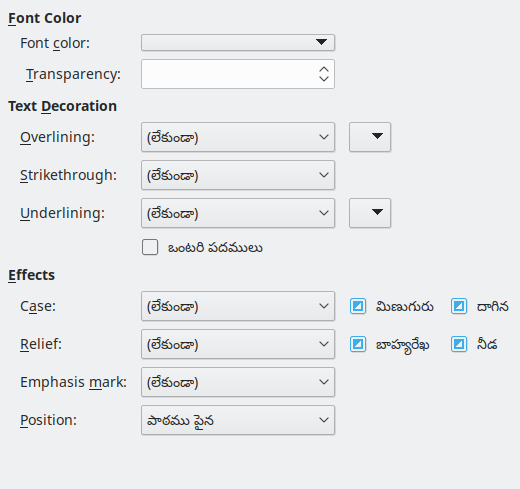 Font Color
Font color:
Transparency:
Text Decoration
Overlining: (లేకుండా)
Strikethrough: (లేకుండా)
Underlining: (లేకుండా)
ఒంటరి పదములు
Effects
Case: (లేకుండా) మిణుగురు దాగిన
Relief: (లేకుండా) బాహ్యరేఖ నీడ
Emphasis mark: (లేకుండా)
Position: పాఠము పైన